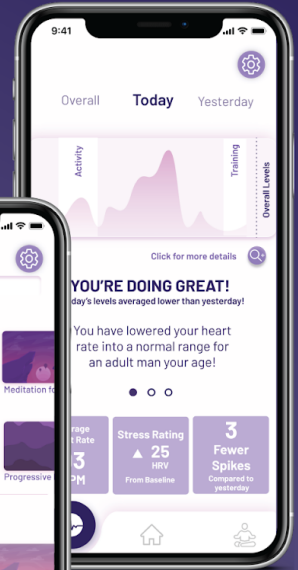 9:41
Overall Today Yesterday
Activity
Training
Overall Levels
Click for more details
YOU'RE DOING GREAT!
day's levels averaged lower than yesterday!
You have lowered your heart
rate into a normal range for
an adult man your age!
Rate
Stress Rating
▲ 25
HRV
From Baseline
3
Fewer
Spikes
Compared to
yesterday
Meditation
Progressive